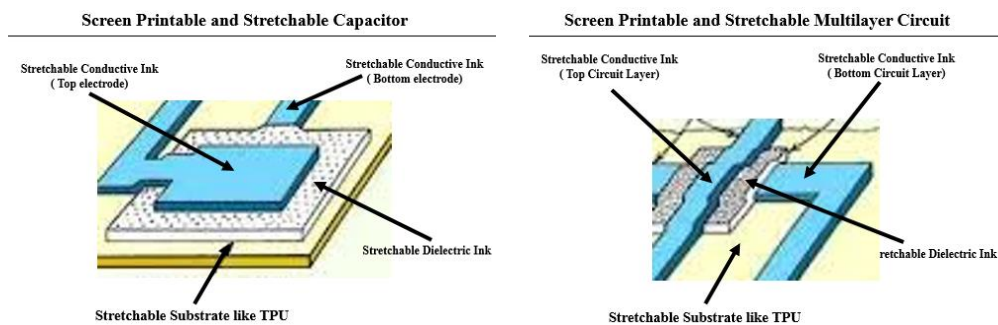 Screen Printable and Stretchable Capacitor
Stretchable Conductive Ink
( Top electrode)
Stretchable Conductive Ink
( Bottom electrode)
Stretchable Dielectric Ink
Stretchable Substrate like TPU
Screen Printable and Stretchable Multilayer Circuit
Stretchable Conductive Ink
( Top Circuit Layer)
Stretchable Conductive Ink
( Bottom Circuit Layer)
retchable Dielectric Ink
Stretchable Substrate like TPU